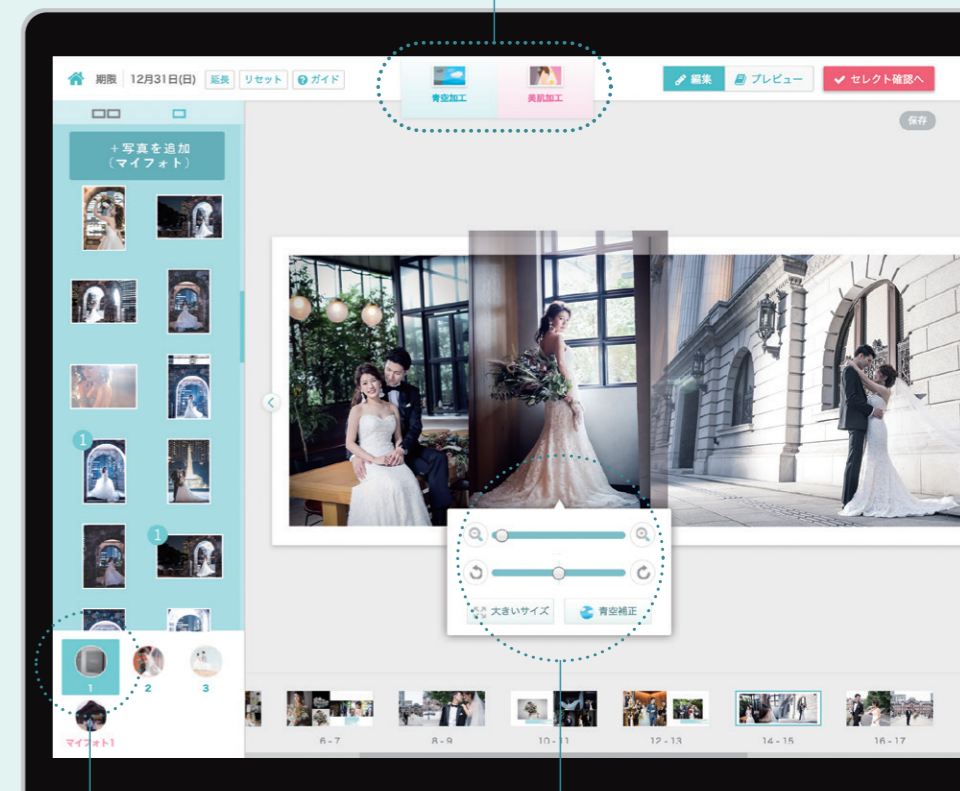 期限 12月31日(日) 延長 リセット ? ガイド
青空加工 美肌加工
編集 プレビュー セレクト確認へ
保存
+写真を追加
(マイフォト)
1
1
大きいサイズ 青空補正
1 2 3
マイフォト1
6-7 8-9 10-11 12-13 14-15 16-17